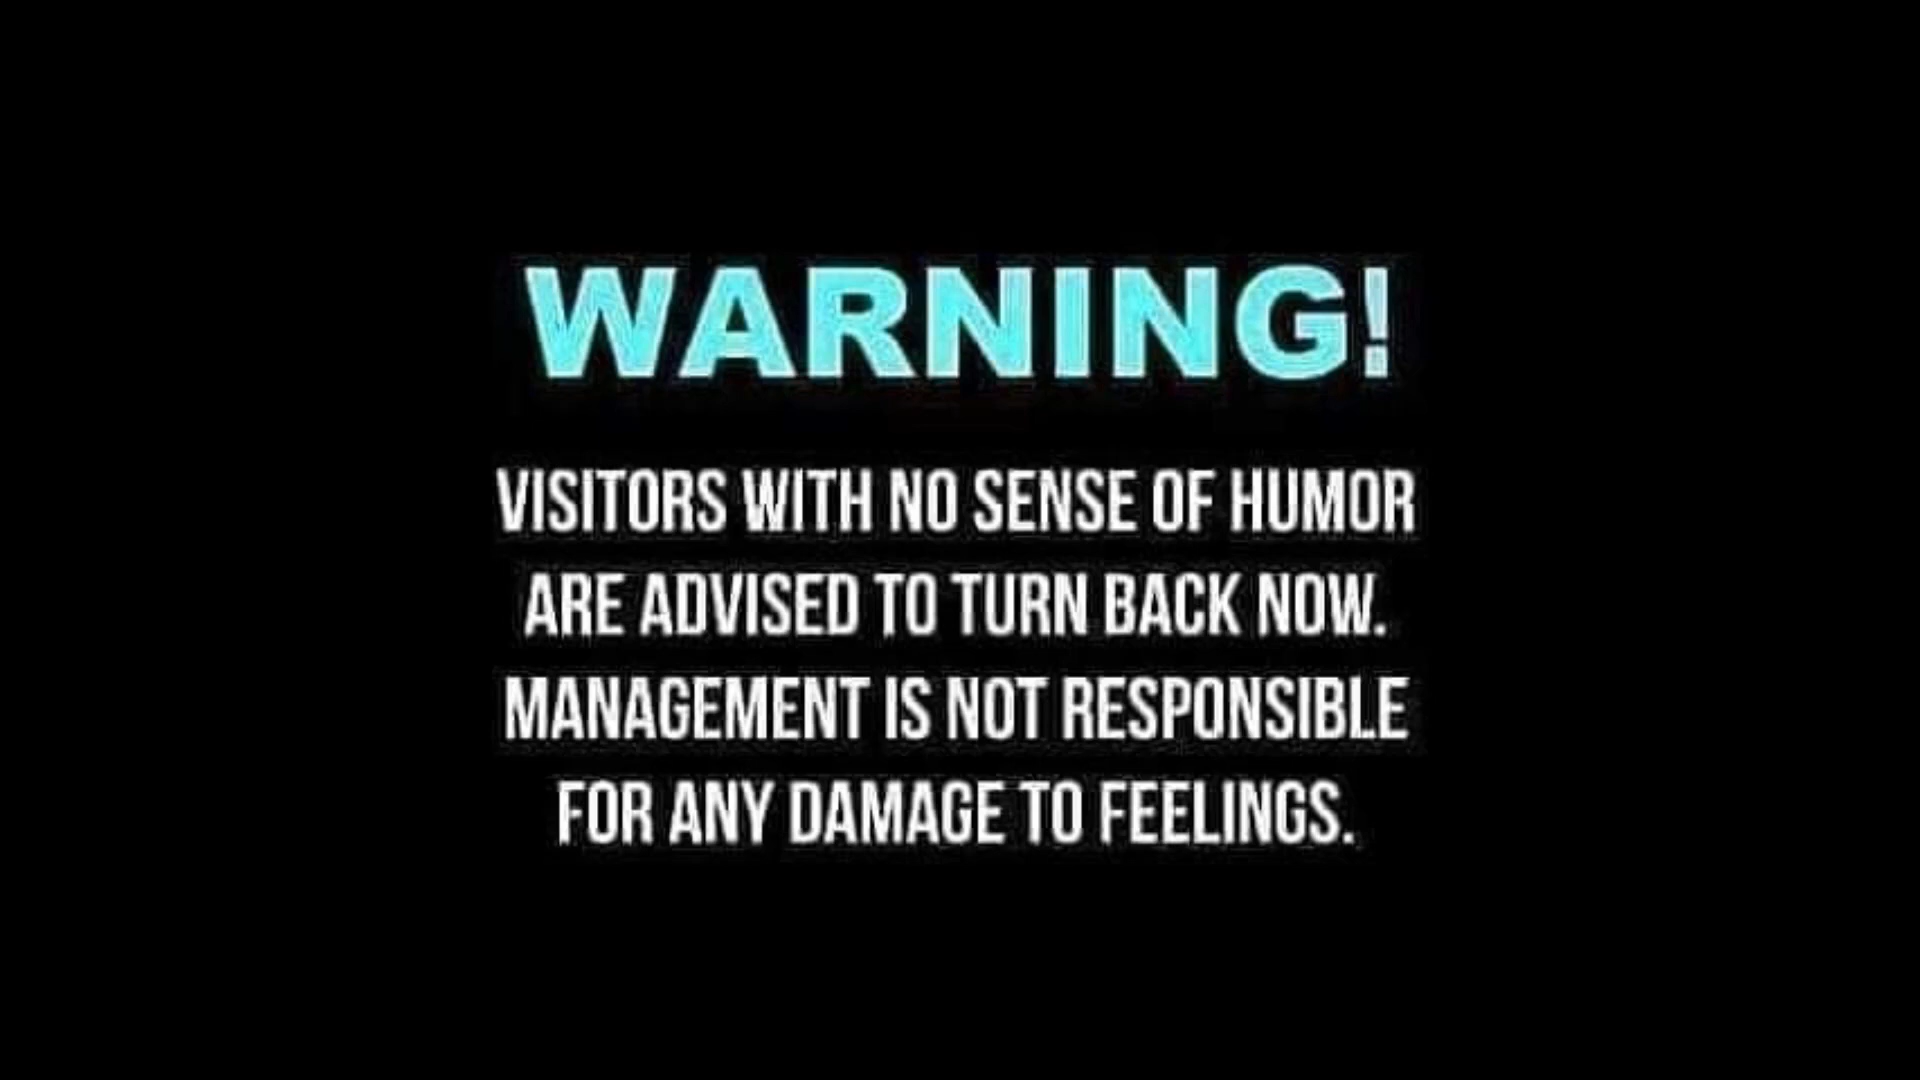 WARNING!
VISITORS WITH NO SENSE OF HUMOR
ARE ADVISED TO TURN BACK NOW.
MANAGEMENT IS NOT RESPONSIBLE
FOR ANY DAMAGE TO FEELINGS.